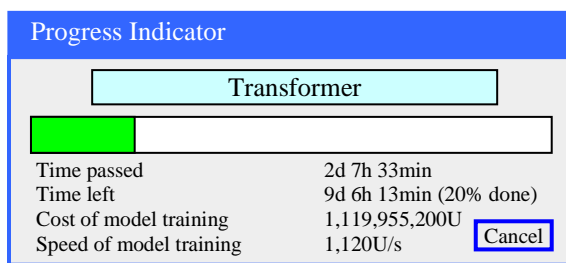 Progress Indicator
Transformer
Time passed 2d 7h 33min
Time left 9d 6h 13min (20% done)
Cost of model training 1,119,955,200U
Speed of model training 1,120U/s
Cancel